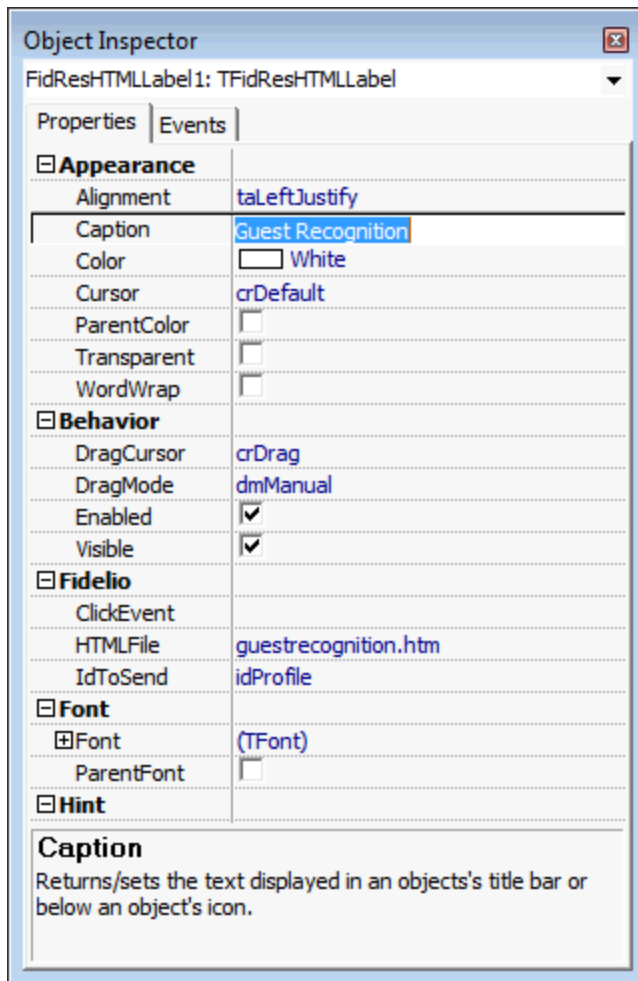 Object Inspector
FidResHTMLLabel1: TFidResHTMLLabel
Properties Events
Appearance
Alignment taLeftJustify
Caption Guest Recognition
Color White
Cursor crDefault
ParentColor
Transparent
WordWrap
Behavior
DragCursor crDrag
DragMode dmManual
Enabled
Visible
Fidelio
ClickEvent
HTMLFile guestrecognition.htm
IdToSend idProfile
Font
Font (TFont)
ParentFont
Hint
Caption
Returns/sets the text displayed in an objects's title bar or
below an object's icon.